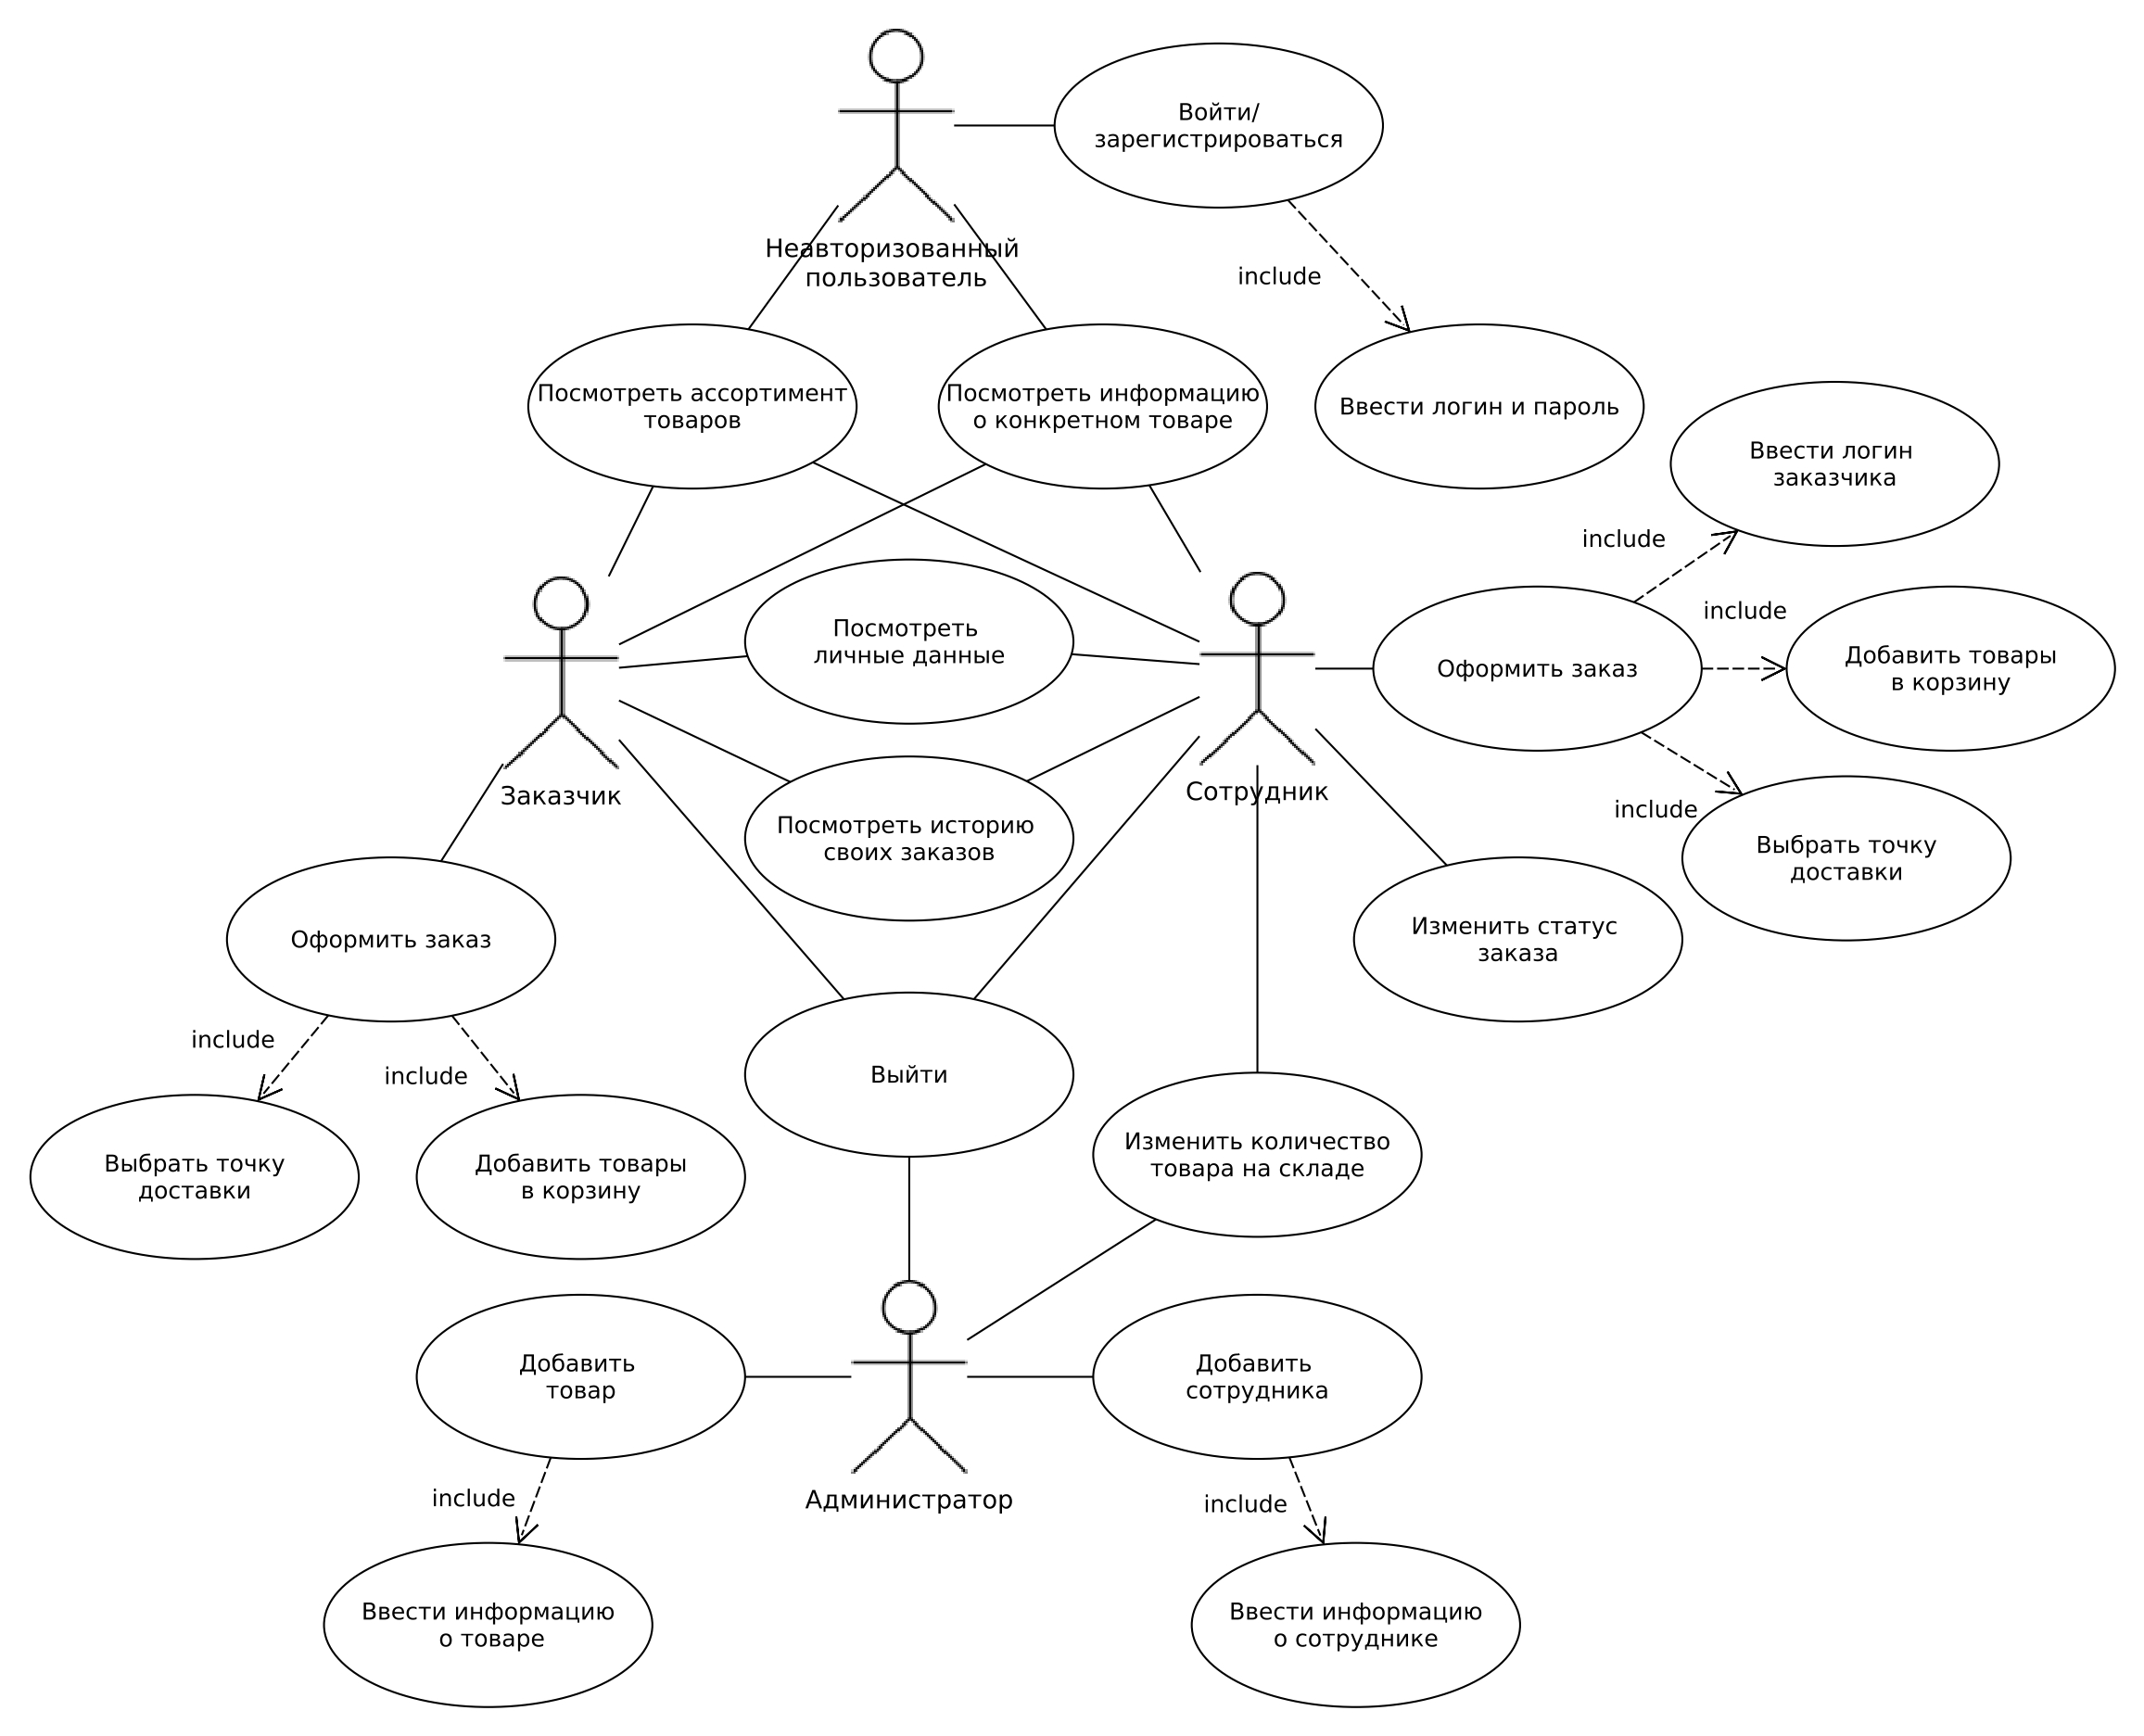 Войти/
зарегистрироваться
Неавторизованный
пользователь
include
Посмотреть ассортимент
товаров
Посмотреть информацию
о конкретном товаре
Ввести логин и пароль
Ввести логин
заказчика
include
include
Посмотреть
личные данные
Оформить заказ
Добавить товары
в корзину
Заказчик
Сотрудник
include
Посмотреть историю
своих заказов
Выбрать точку
доставки
Оформить заказ
Изменить статус
заказа
include
include
Выйти
Выбрать точку
доставки
Добавить товары
в корзину
Изменить количество
товара на складе
Добавить
товар
Добавить
сотрудника
include
Администратор
include
Ввести информацию
о товаре
Ввести информацию
о сотруднике